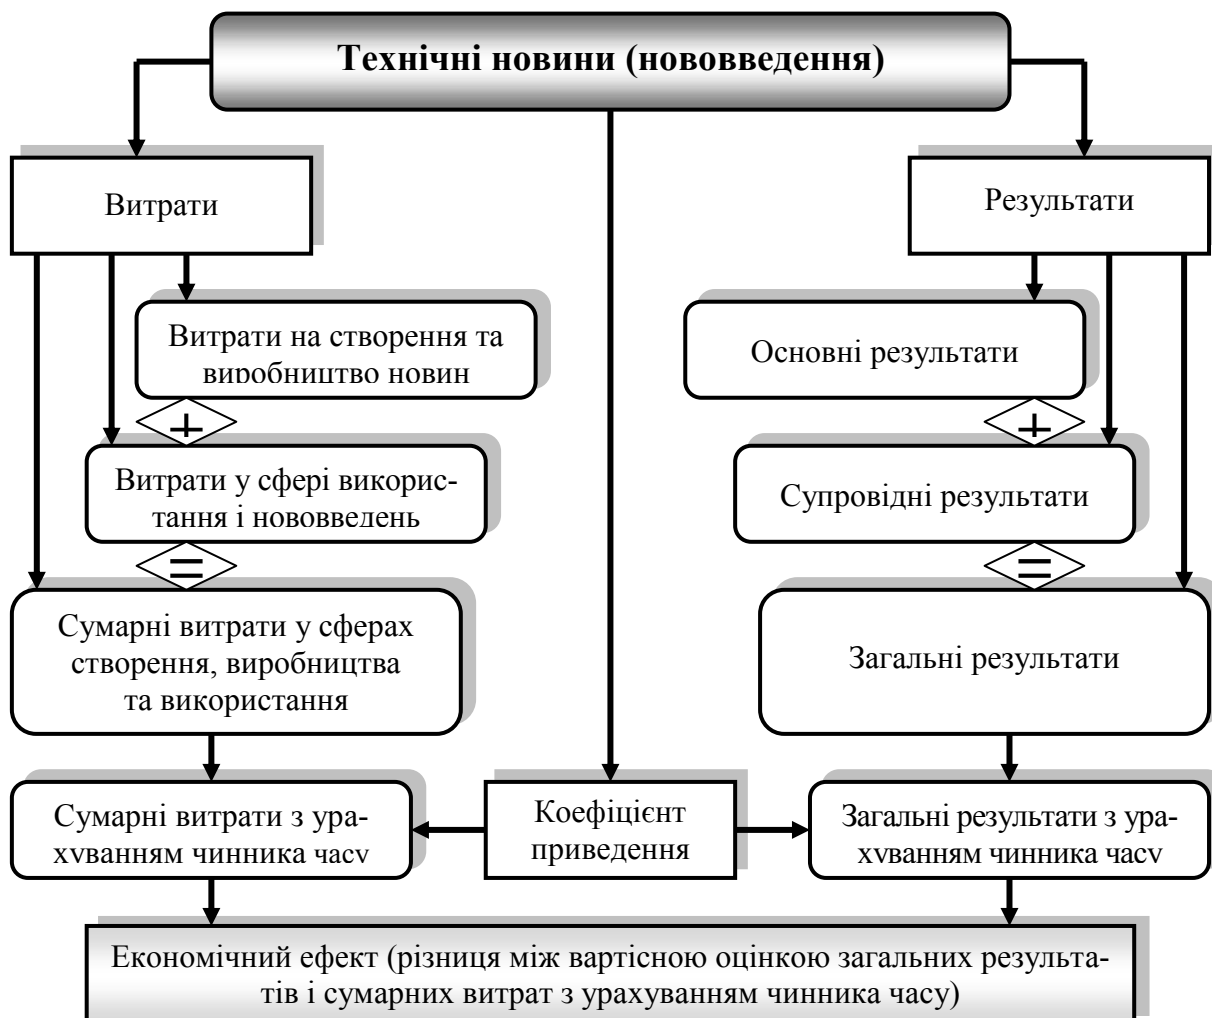 Технічні новини (нововведення)
Витрати
Результати
Витрати на створення та
виробництво новин
Основні результати
+
+
Витрати у сфері викорис-
тання і нововведень
Супровідні результати
=
=
Сумарні витрати у сферах
створення, виробництва
та використання
Загальні результати
Сумарні витрати з ура-
хуванням чинника часу
Коефіцієнт
приведення
Загальні результати з ура-
хуванням чинника часу
Економічний ефект (різниця між вартісною оцінкою загальних результа-
тів і сумарних витрат з урахуванням чинника часу)